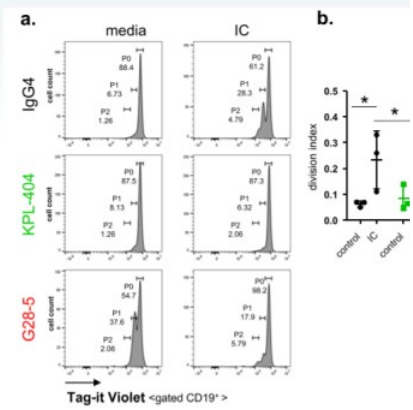 a.
media
IC
IgG4
cell count
P0
88.4
P1
6.73
P2
1.26
P0
61.2
P1
28.3
P2
4.79
KPL-404
cell count
P0
87.5
P1
8.13
P2
1.26
P0
87.3
P1
6.32
P2
2.06
G28-5
cell count
P0
54.7
P1
37.6
P2
2.06
P0
98.2
P1
17.9
P2
5.79
Tag-it Violet <gated CD19⁺ >
b.
division index
*
*
0.5
0.4
0.3
0.2
0.1
0.0
control
IC
control